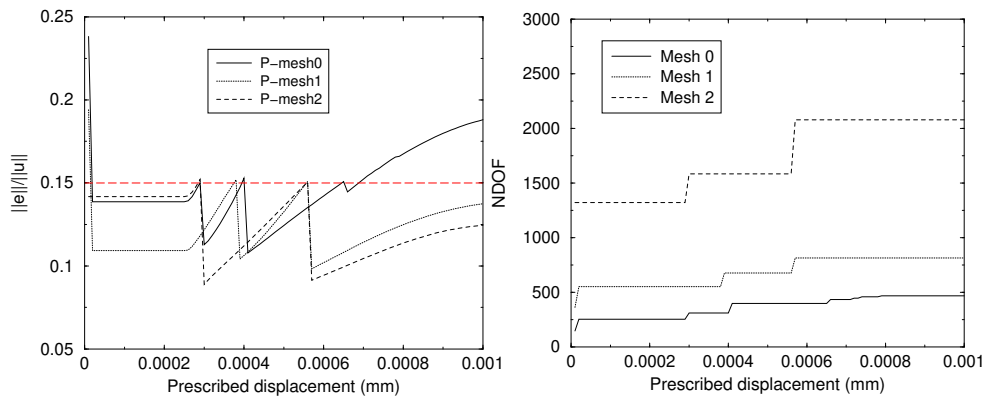 0.25
0.2
0.15
0.1
0.05
||e||/||u||
P-mesh0
P-mesh1
P-mesh2
0 0.0002 0.0004 0.0006 0.0008 0.001
Prescribed displacement (mm)
3000
2500
2000
1500
1000
500
0
NDOF
Mesh 0
Mesh 1
Mesh 2
0 0.0002 0.0004 0.0006 0.0008 0.001
Prescribed displacement (mm)